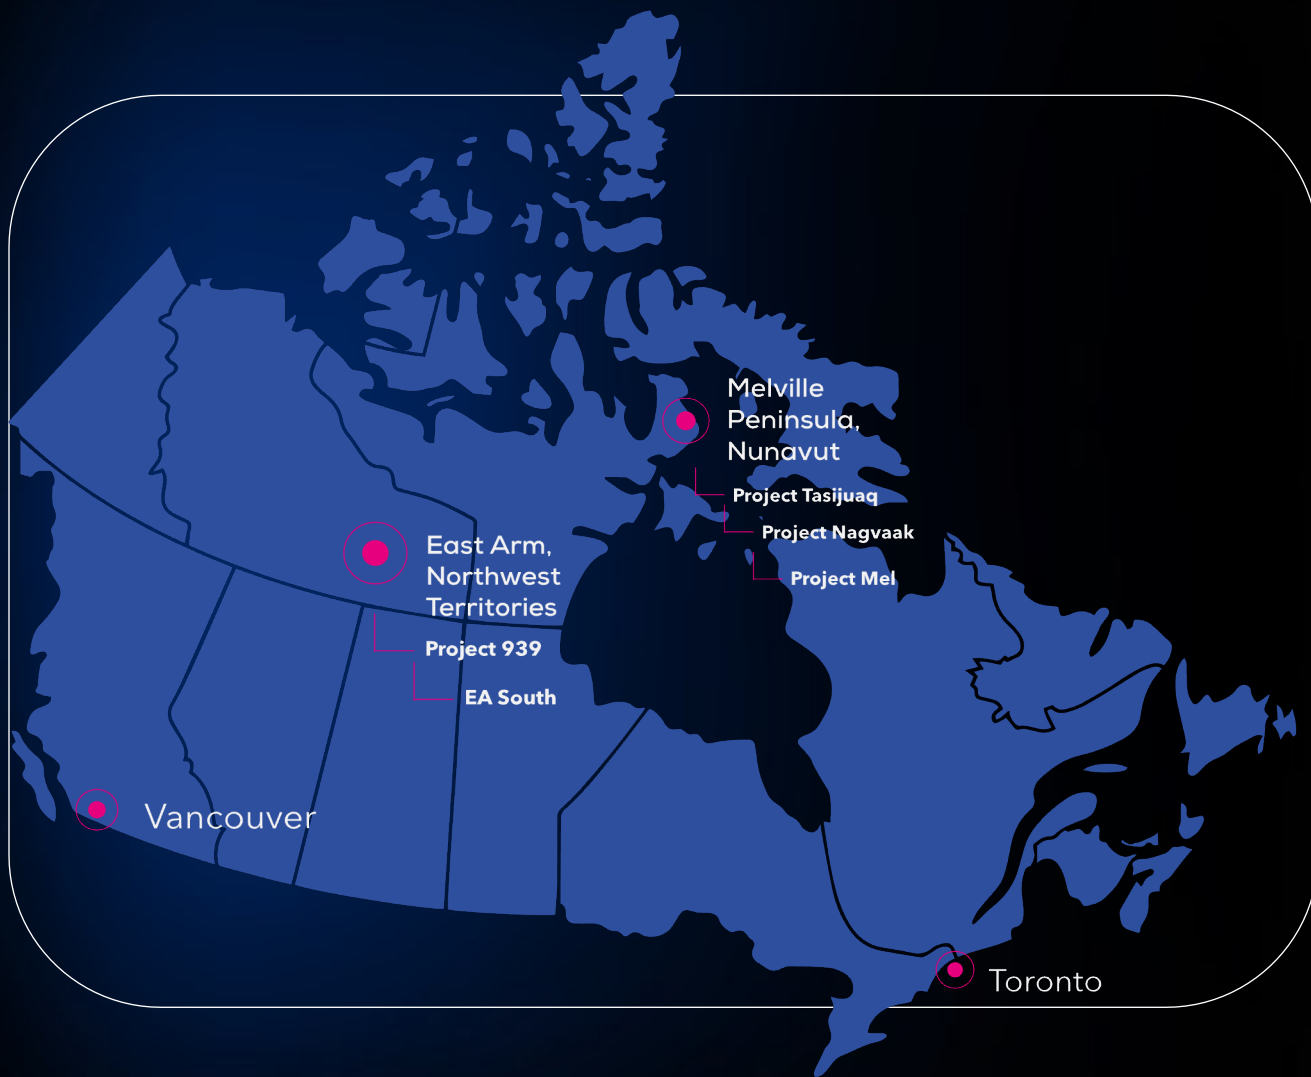 Melville
Peninsula,
Nunavut
Project Tasijuaq
Project Nagvaak
Project Mel
East Arm,
Northwest
Territories
Project 939
EA South
Vancouver
Toronto